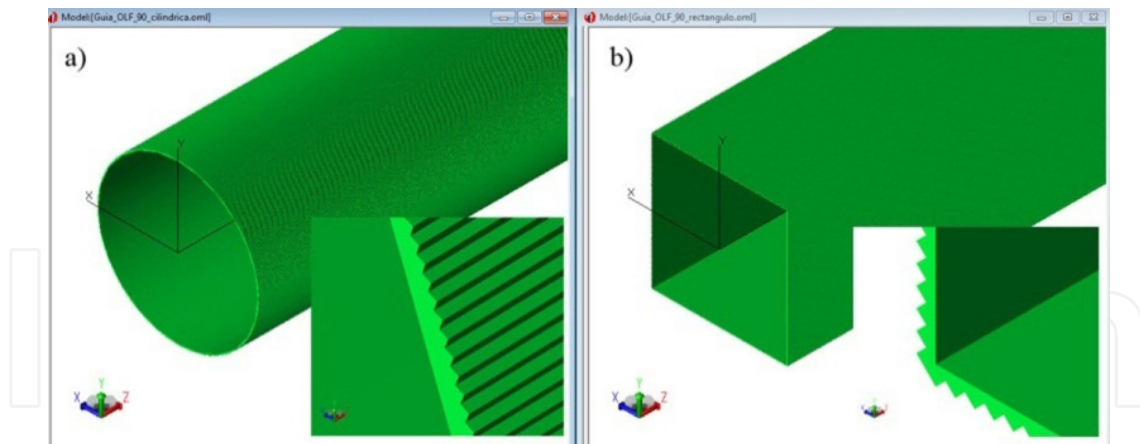 Model:[Guia_OLF_90_cilindrica.oml]
a)
Y
X
Y
X
Z
Model:[Guia_OLF_90_rectangulo.oml]
b)
Y
X
Y
X
Z